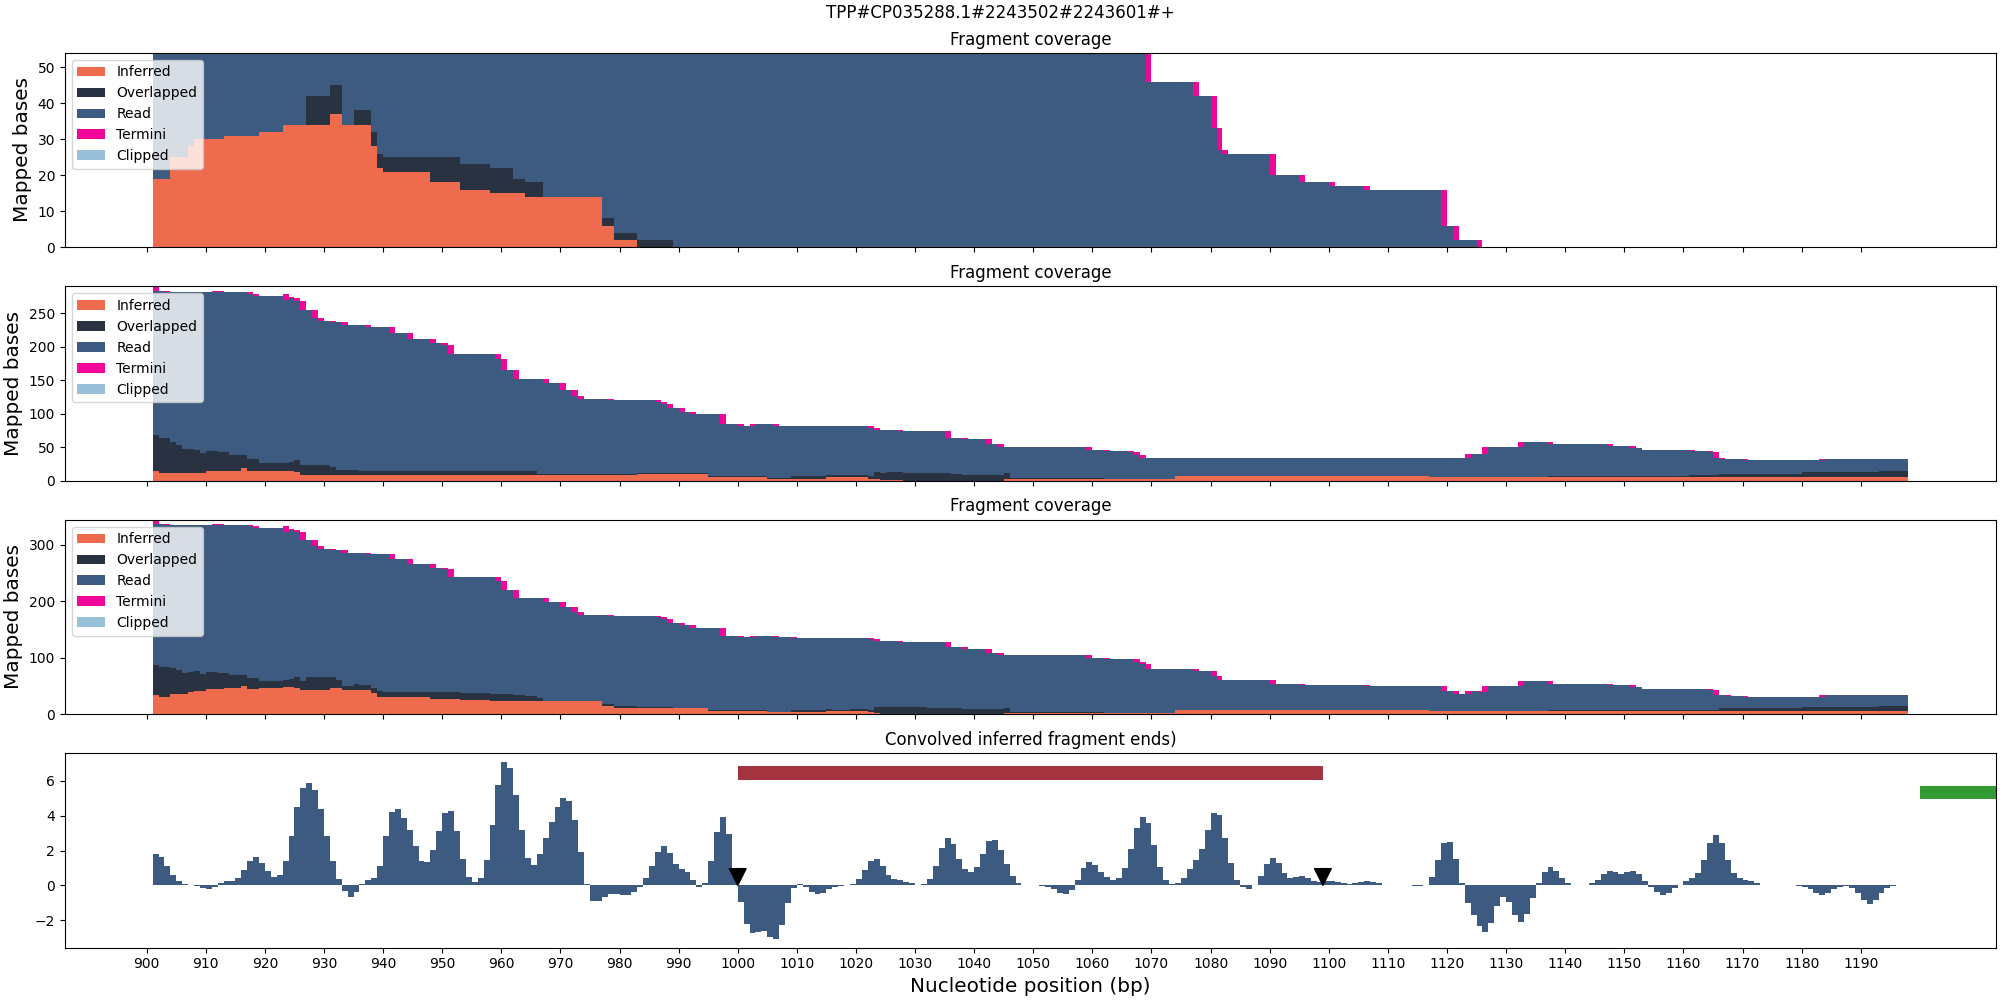 TPP#CP035288.1#2243502#2243601#+
Fragment coverage
Mapped bases
50
40
30
20
10
0
Inferred
Overlapped
Read
Termini
Clipped
Fragment coverage
Mapped bases
250
200
150
100
50
0
Inferred
Overlapped
Read
Termini
Clipped
Fragment coverage
Mapped bases
300
200
100
0
Inferred
Overlapped
Read
Termini
Clipped
Convolved inferred fragment ends)
6
4
2
0
−2
900 910 920 930 940 950 960 970 980 990 1000 1010 1020 1030 1040 1050 1060 1070 1080 1090 1100 1110 1120 1130 1140 1150 1160 1170 1180 1190
Nucleotide position (bp)